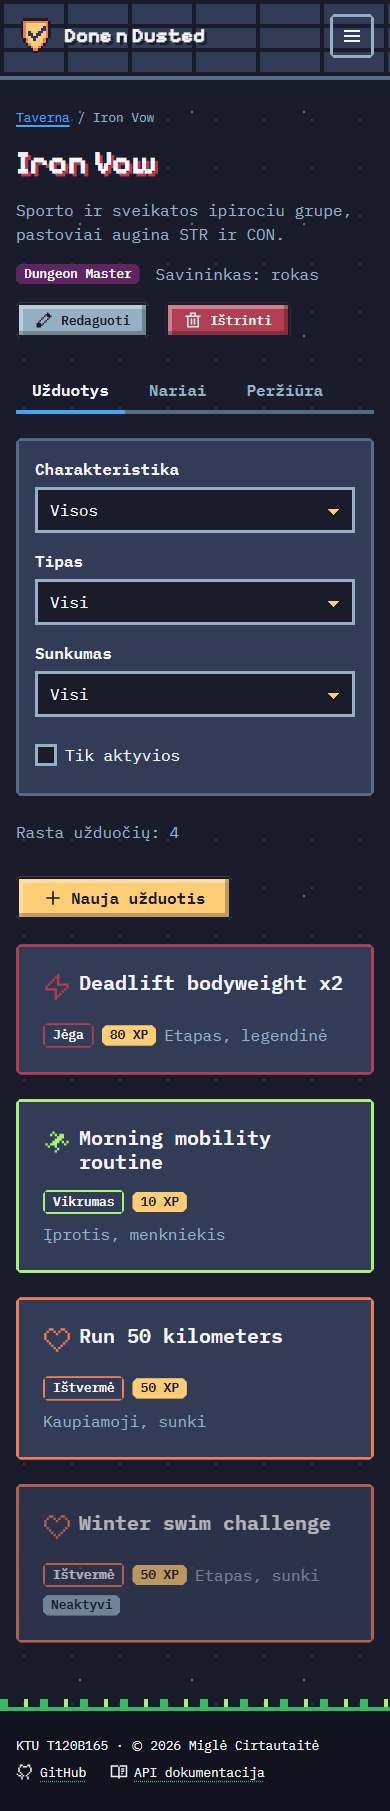 Done n Dusted
Taverna / Iron Vow
Iron Vow
Sporto ir sveikatos ipirociu grupe,
pastoviai augina STR ir CON.
Dungeon Master Savininkas: rokas
Redaguoti Ištrinti
Užduotys Nariai Peržiūra
Charakteristika
Visos
Tipas
Visi
Sunkumas
Visi
Tik aktyvios
Rasta užduočių: 4
+ Nauja užduotis
Deadlift bodyweight x2
Jėga 80 XP Etapas, legendinė
Morning mobility
routine
Vikrumas 10 XP
Įprotis, menkniekis
Run 50 kilometers
Ištvermė 50 XP
Kaupiamoji, sunki
Winter swim challenge
Ištvermė 50 XP Etapas, sunki
Neaktyvi
KTU T120B165 · © 2026 Miglė Cirtautaitė
GitHub API dokumentacija